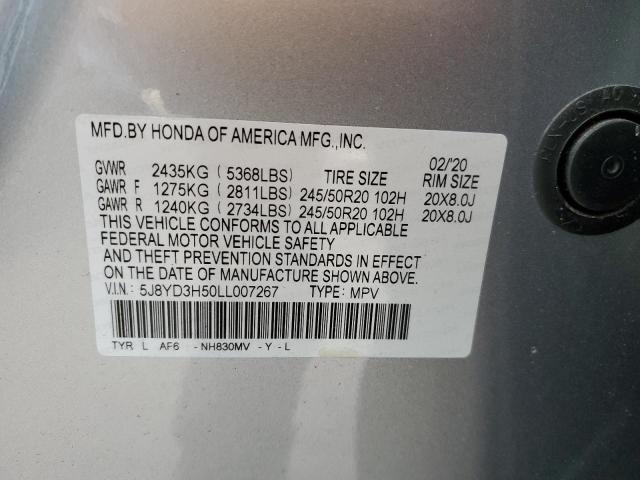 MFD.BY HONDA OF AMERICA MFG.,INC.
GVWR 2435KG ( 5368LBS) TIRE SIZE 02/'20 RIM SIZE
GAWR F 1275KG ( 2811LBS) 245/50R20 102H 20X8.0J
GAWR R 1240KG ( 2734LBS) 245/50R20 102H 20X8.0J
THIS VEHICLE CONFORMS TO ALL APPLICABLE
FEDERAL MOTOR VEHICLE SAFETY
AND THEFT PREVENTION STANDARDS IN EFFECT
ON THE DATE OF MANUFACTURE SHOWN ABOVE.
V.I.N.: 5J8YD3H50LL007267 TYPE: MPV
TYR L AF6 -NH830MV -Y-L